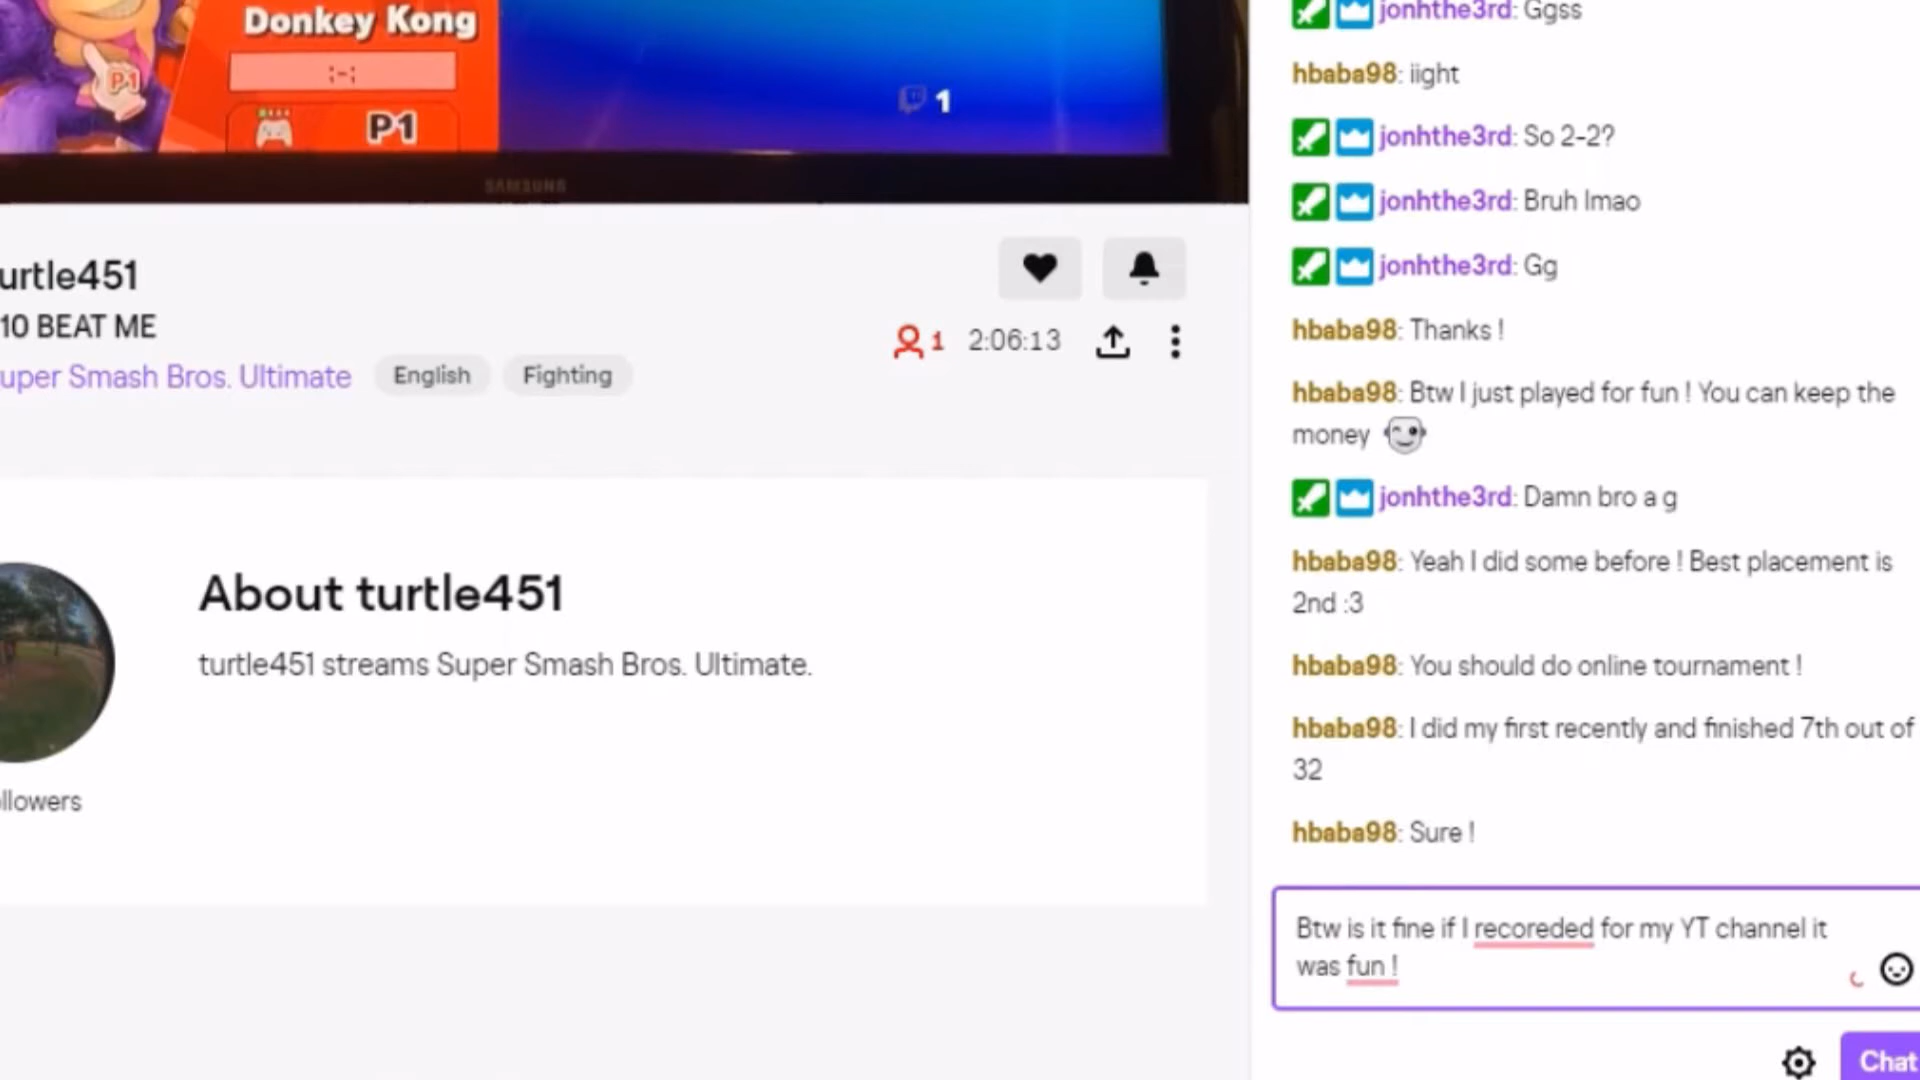 Donkey Kong
P1
:-:
P1
1
SAMSUNG
urtle451
10 BEAT ME
uper Smash Bros. Ultimate
English
Fighting
1
2:06:13
About turtle451
turtle451 streams Super Smash Bros. Ultimate.
llowers
jonhthe3rd: Ggss
hbaba98: iight
jonhthe3rd: So 2-2?
jonhthe3rd: Bruh lmao
jonhthe3rd: Gg
hbaba98: Thanks !
hbaba98: Btw I just played for fun ! You can keep the
money
jonhthe3rd: Damn bro a g
hbaba98: Yeah I did some before ! Best placement is
2nd :3
hbaba98: You should do online tournament !
hbaba98: I did my first recently and finished 7th out of
32
hbaba98: Sure !
Btw is it fine if I recoreded for my YT channel it
was fun !
Chat